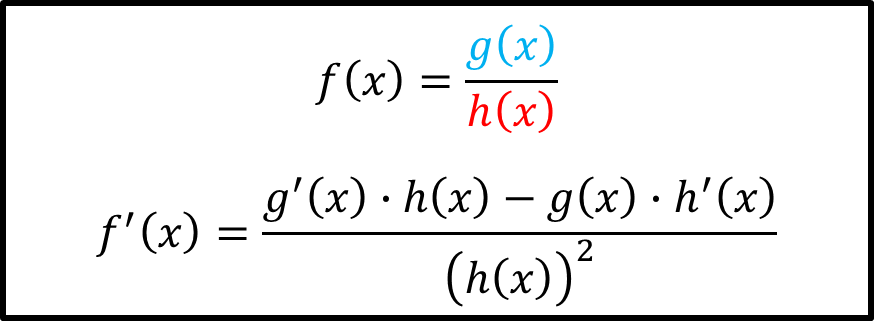 f(x) = g(x)/h(x)
f′(x) = (g′(x) · h(x) − g(x) · h′(x))/(h(x))²